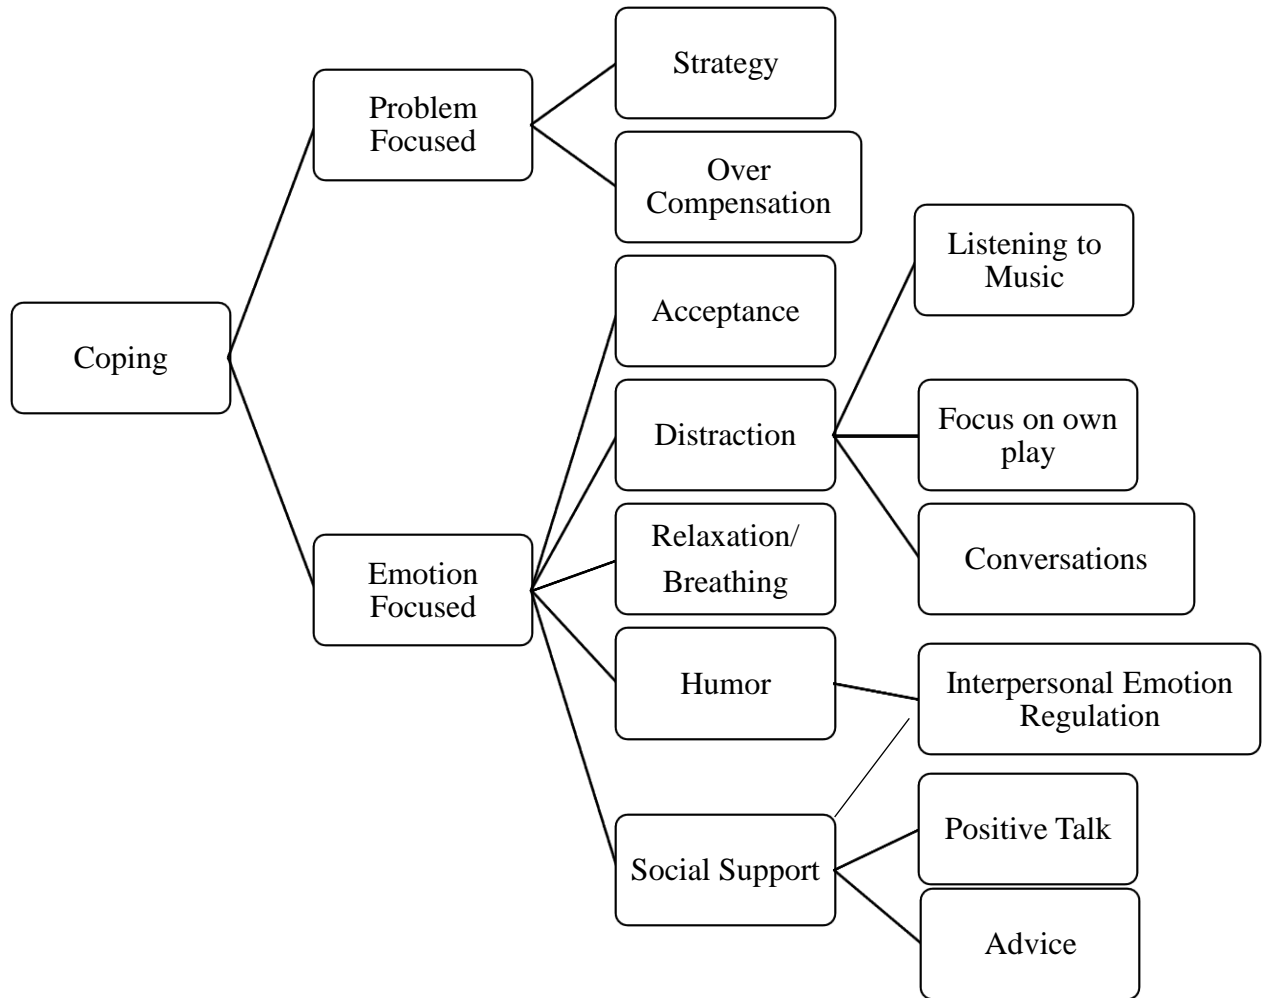 Strategy
Problem
Focused
Over
Compensation
Listening to
Music
Acceptance
Coping
Distraction
Focus on own
play
Relaxation/
Breathing
Conversations
Emotion
Focused
Humor
Interpersonal Emotion
Regulation
Positive Talk
Social Support
Advice